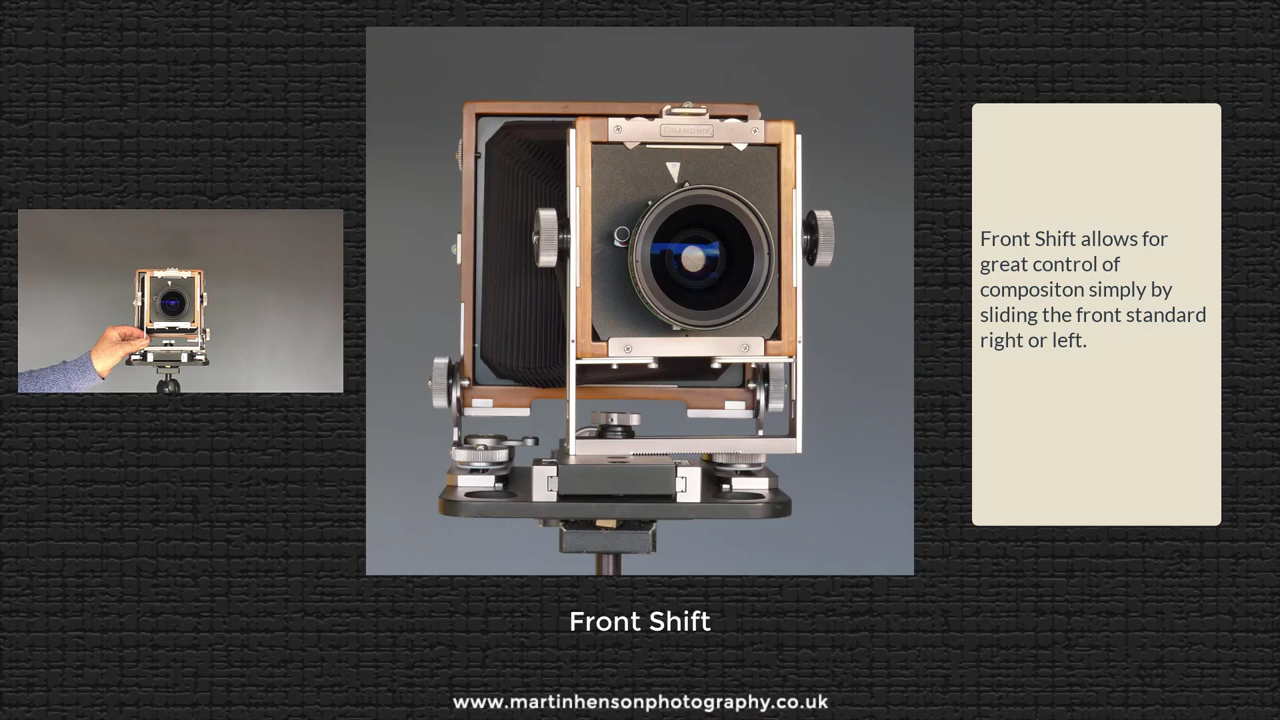 CHAMONIX
Front Shift allows for
great control of
compositon simply by
sliding the front standard
right or left.
Front Shift
www.martinhensonphotography.co.uk